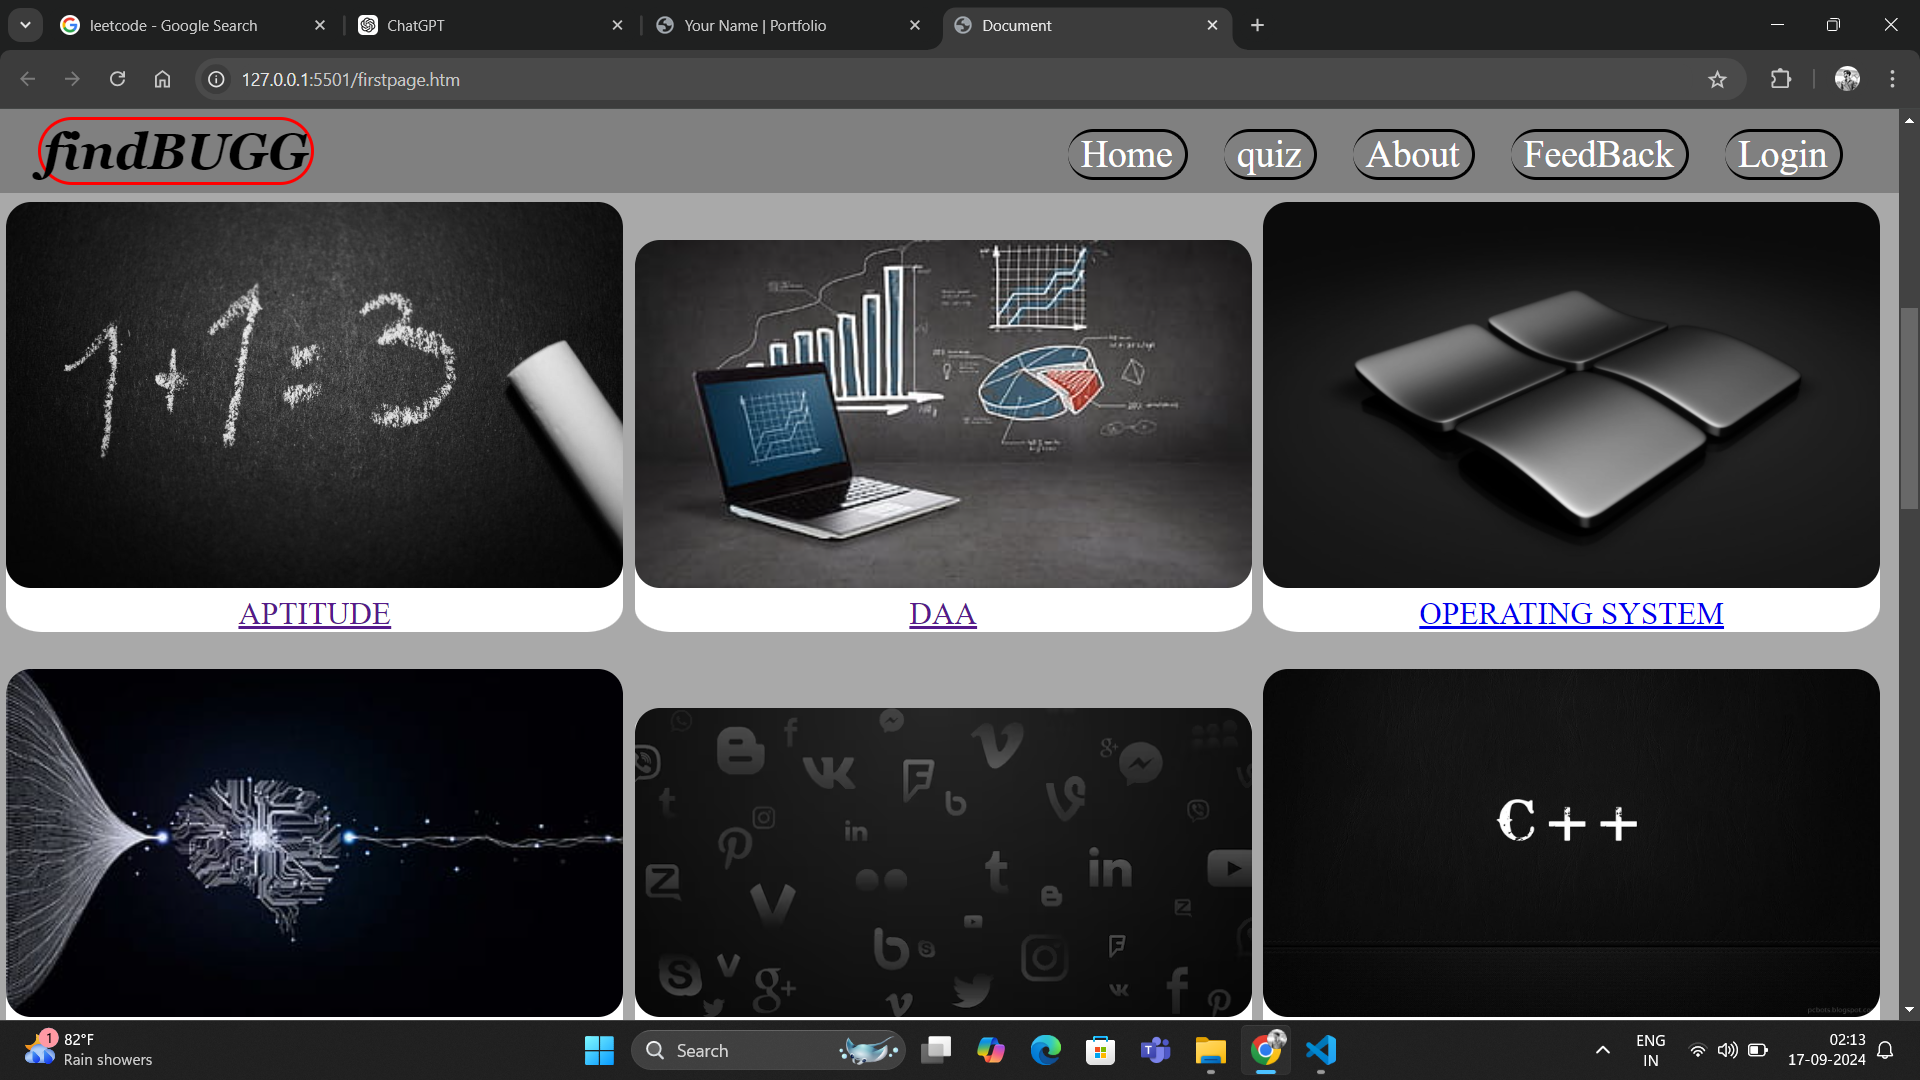 leetcode - Google Search
ChatGPT
Your Name | Portfolio
Document
127.0.0.1:5501/firstpage.htm
findBUGG
Home
quiz
About
FeedBack
Login
1+1=3
APTITUDE
DAA
OPERATING SYSTEM
C++
1
82°F
Rain showers
Search
ENG
IN
02:13
17-09-2024